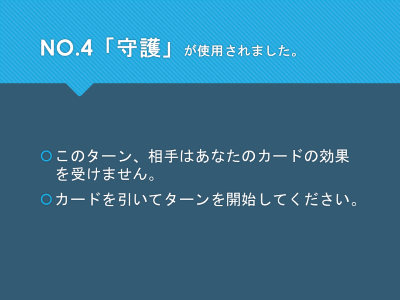 NO.4「守護」が使用されました。
このターン、相手はあなたのカードの効果
を受けません。
カードを引いてターンを開始してください。